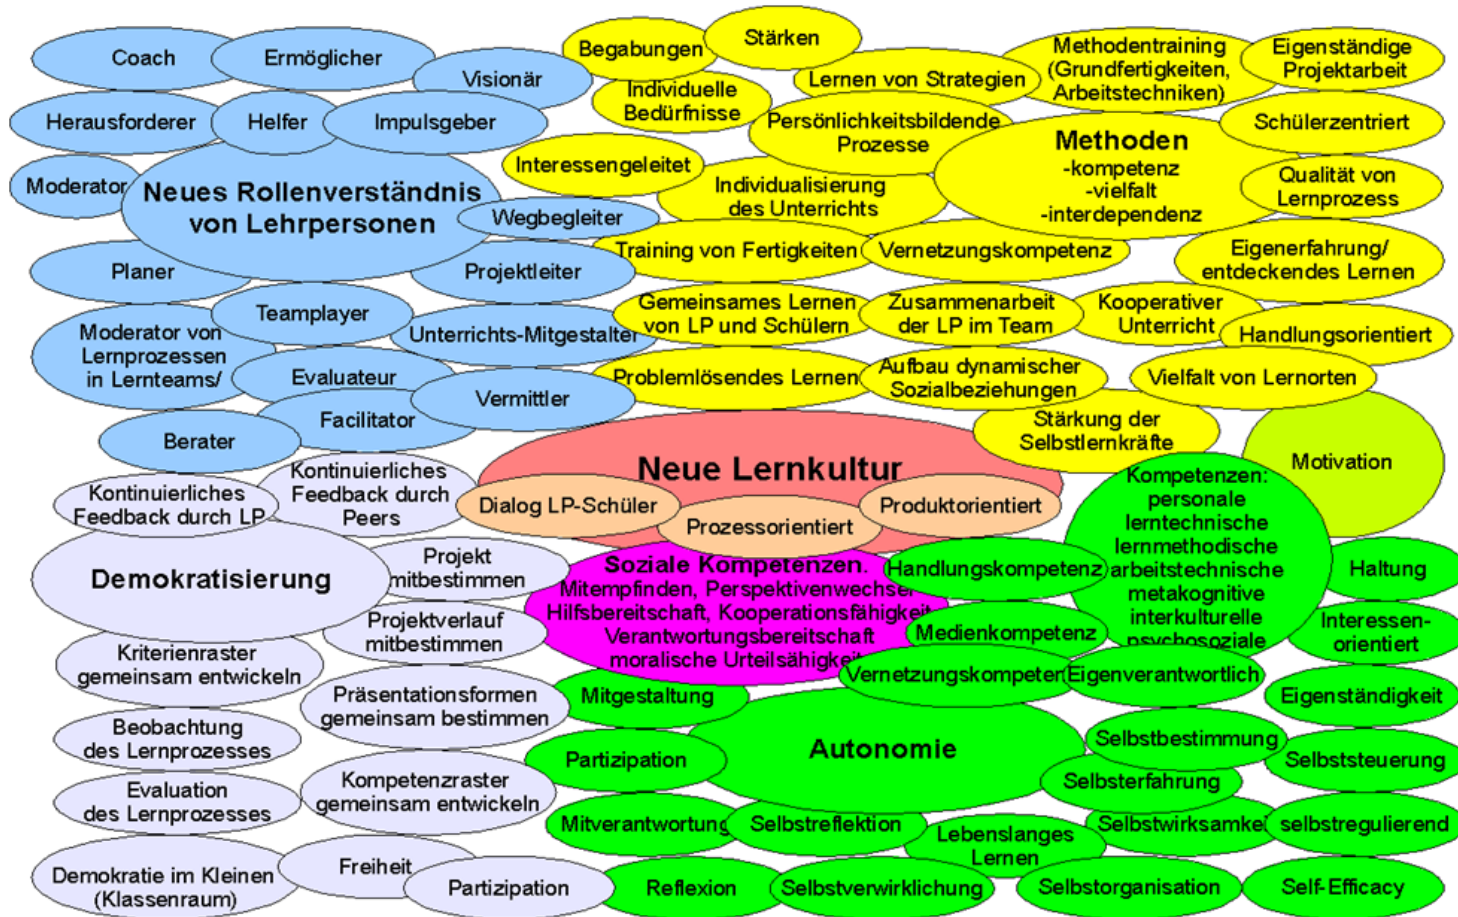 Coach
Ermöglicher
Visionär
Herausforderer
Helfer
Impulsgeber
Moderator
Neues Rollenverständnis
von Lehrpersonen
Wegbegleiter
Planer
Projektleiter
Teamplayer
Moderator von
Lernprozessen
in Lernteams/
Unterrichts-Mitgestalter
Evaluateur
Vermittler
Facilitator
Berater
Begabungen
Stärken
Individuelle
Bedürfnisse
Lernen von Strategien
Methodentraining
(Grundfertigkeiten,
Arbeitstechniken)
Eigenständige
Projektarbeit
Persönlichkeitsbildende
Prozesse
Methoden
-kompetenz
-vielfalt
-interdependenz
Schülerzentriert
Interessengeleitet
Individualisierung
des Unterrichts
Qualität von
Lernprozess
Training von Fertigkeiten
Vernetzungskompetenz
Eigenerfahrung/
entdeckendes Lernen
Gemeinsames Lernen
von LP und Schülern
Zusammenarbeit
der LP im Team
Kooperativer
Unterricht
Handlungsorientiert
Problemlösendes Lernen
Aufbau dynamischer
Sozialbeziehungen
Vielfalt von Lernorten
Stärkung der
Selbstlernkräfte
Motivation
Neue Lernkultur
Dialog LP-Schüler
Prozessorientiert
Produktorientiert
Kontinuierliches
Feedback durch LP
Kontinuierliches
Feedback durch
Peers
Demokratisierung
Projekt
mitbestimmen
Projektverlauf
mitbestimmen
Kriterienraster
gemeinsam entwickeln
Präsentationsformen
gemeinsam bestimmen
Beobachtung
des Lernprozesses
Kompetenzraster
gemeinsam entwickeln
Evaluation
des Lernprozesses
Demokratie im Kleinen
(Klassenraum)
Freiheit
Partizipation
Soziale Kompetenzen.
Mitempfinden, Perspektivenwechsel
Hilfsbereitschaft, Kooperationsfähigkeit
Verantwortungsbereitschaft
moralische Urteilsähigkeit
Kompetenzen:
personale
lerntechnische
lernmethodische
arbeitstechnische
metakognitive
interkulturelle
psychosoziale
Handlungskompetenz
Haltung
Medienkompetenz
Interessen-
orientiert
Vernetzungskompeten
Eigenverantwortlich
Mitgestaltung
Eigenständigkeit
Autonomie
Selbstbestimmung
Partizipation
Selbsterfahrung
Selbststeuerung
Mitverantwortung
Selbstreflektion
Lebenslanges
Lernen
Selbstwirksamkei
selbstregulierend
Reflexion
Selbstverwirklichung
Selbstorganisation
Self-Efficacy